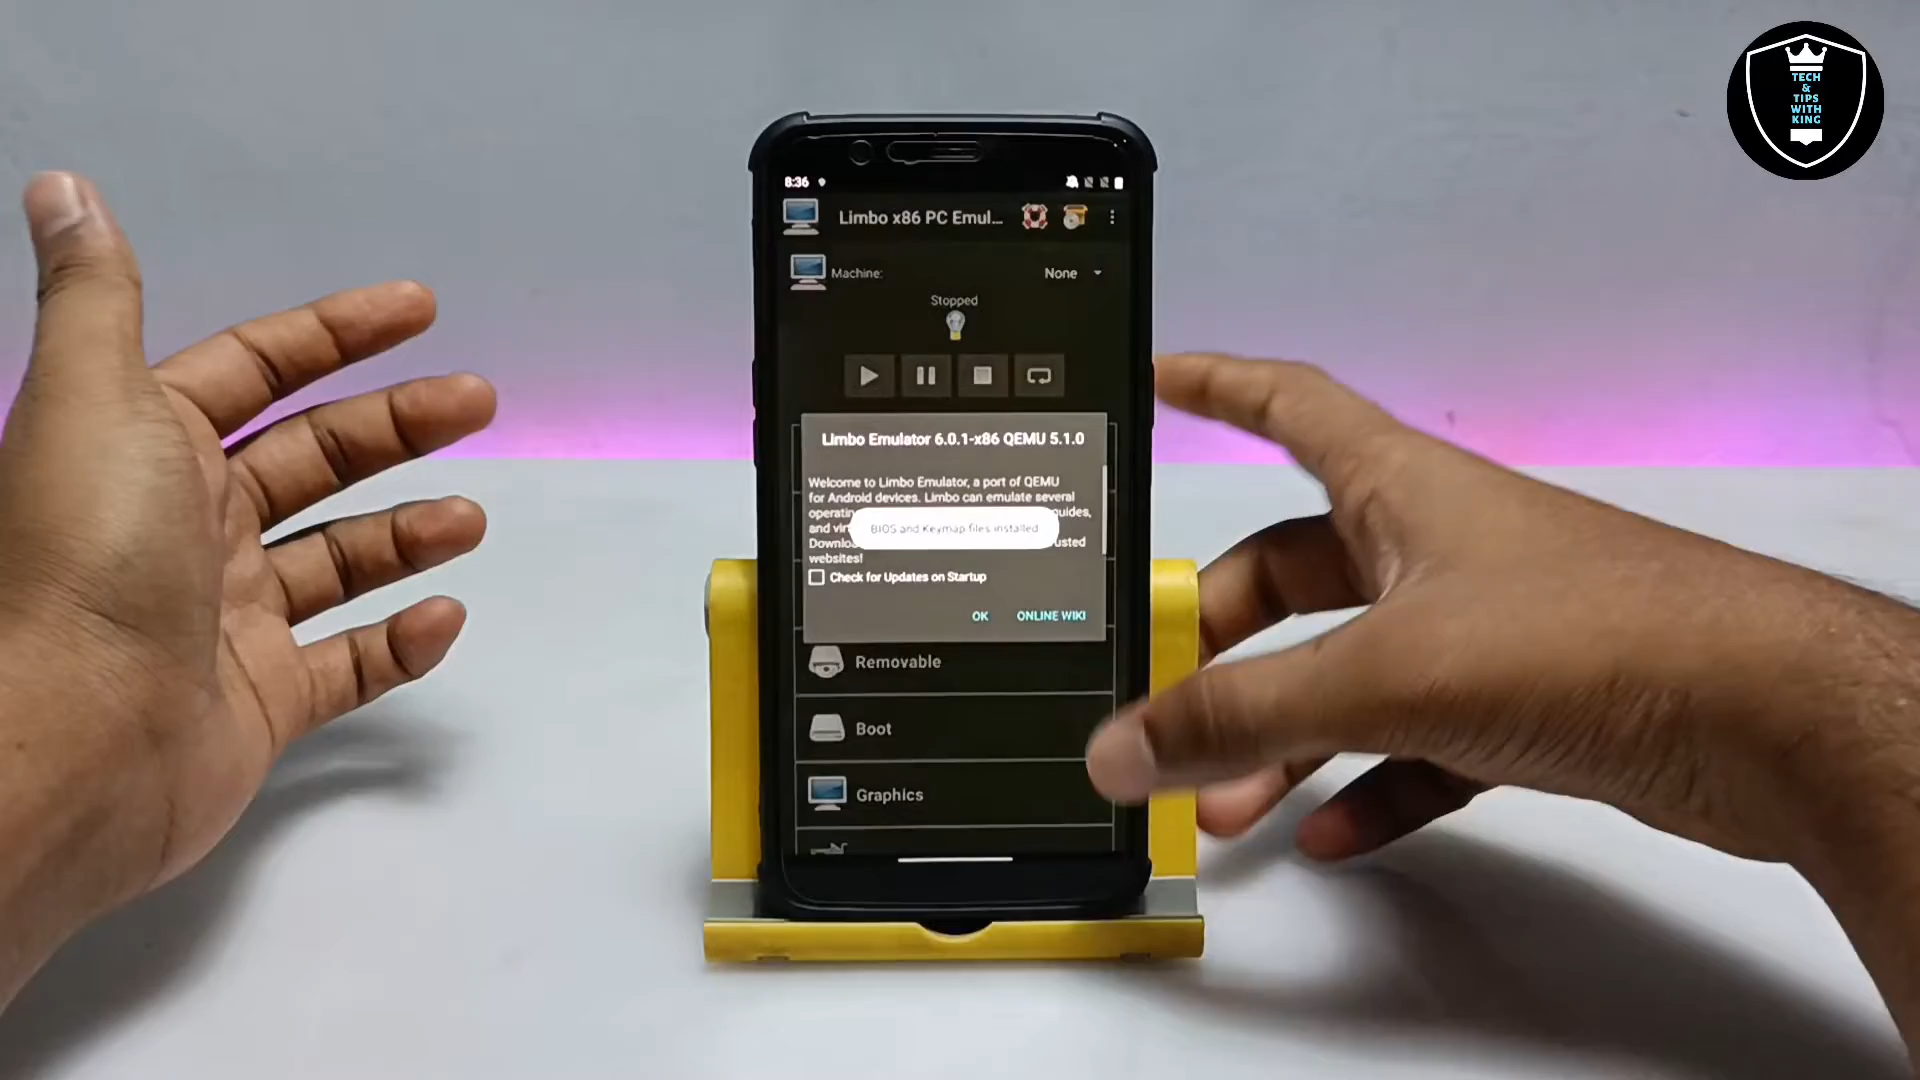 TECH
&
TIPS
WITH
KING
8:36
Limbo x86 PC Emul...
Machine:
None
Stopped
Limbo Emulator 6.0.1-x86 QEMU 5.1.0
Welcome to Limbo Emulator, a port of QEMU
for Android devices. Limbo can emulate several
operatin guides,
and vir BIOS and Keymap files installed
Downlo usted
websites!
Check for Updates on Startup
OK ONLINE WIKI
Removable
Boot
Graphics